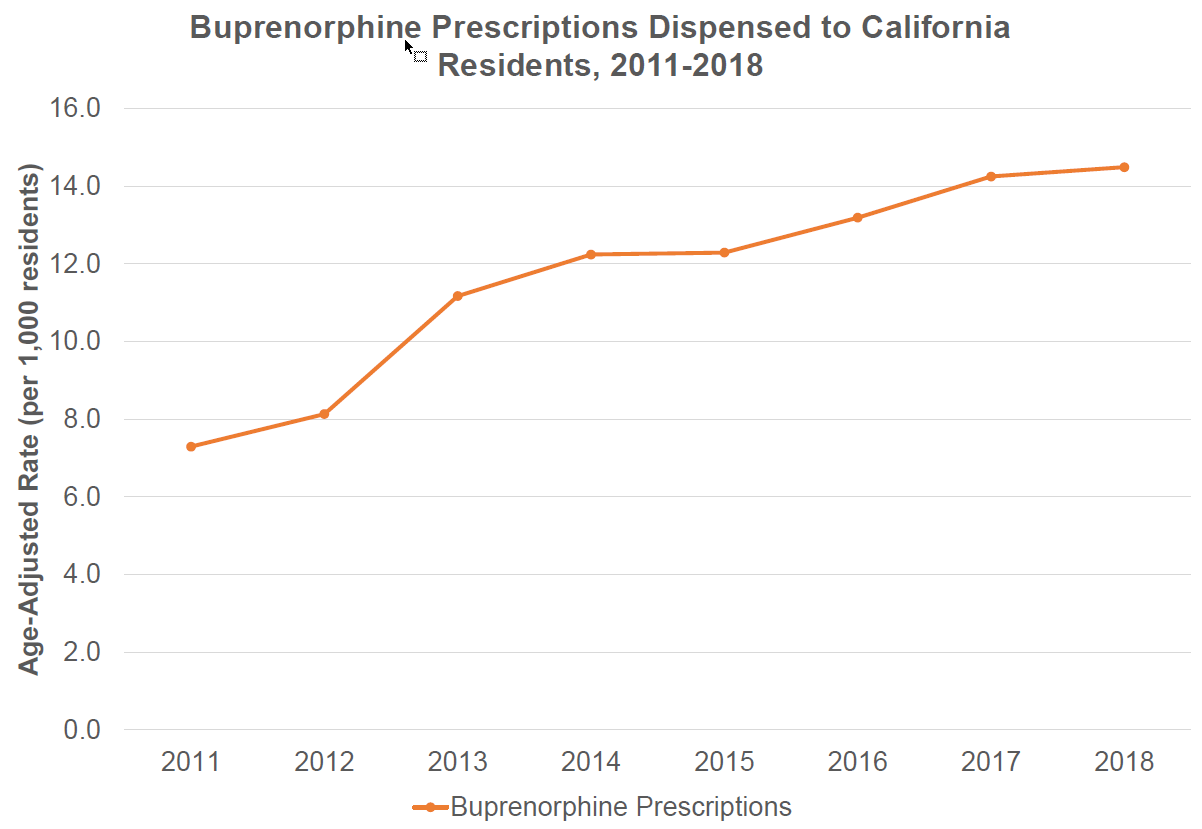 Buprenorphine Prescriptions Dispensed to California
Residents, 2011-2018
Age-Adjusted Rate (per 1,000 residents)
16.0
14.0
12.0
10.0
8.0
6.0
4.0
2.0
0.0
2011 2012 2013 2014 2015 2016 2017 2018
Buprenorphine Prescriptions